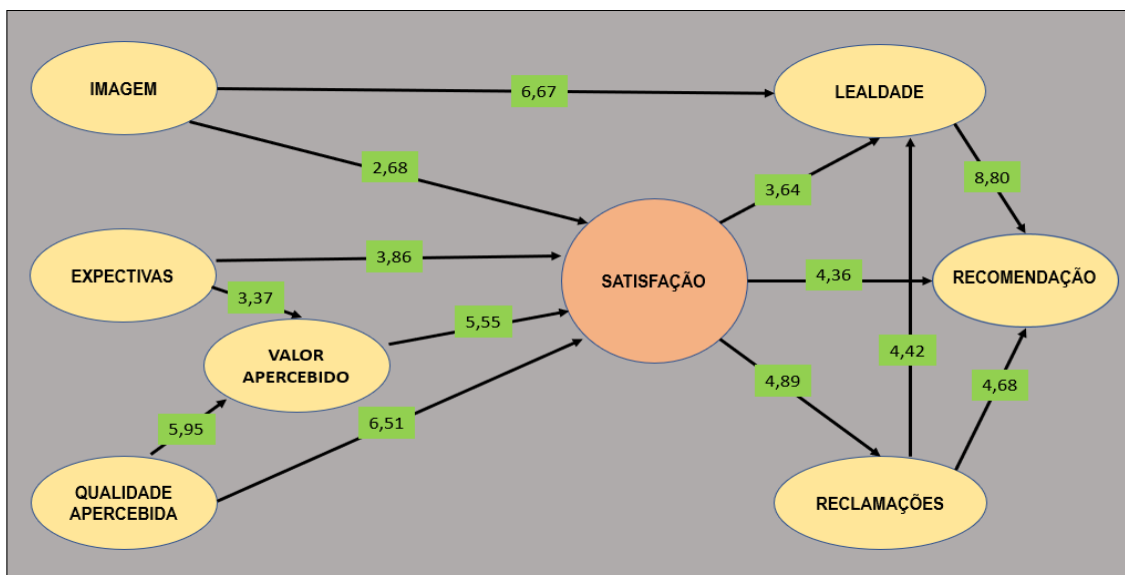 IMAGEM
6,67
LEALDADE
2,68
3,64
8,80
EXPECTIVAS
3,86
3,37
SATISFAÇÃO
4,36
RECOMENDAÇÃO
5,55
VALOR
APERCEBIDO
4,42
4,89
4,68
5,95
6,51
QUALIDADE
APERCEBIDA
RECLAMAÇÕES